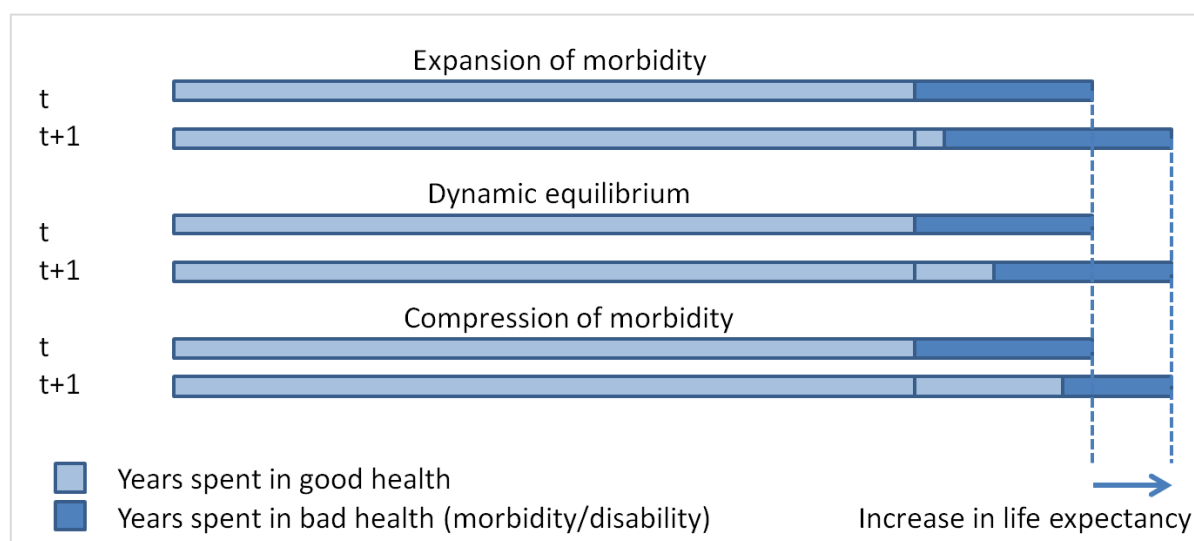 Expansion of morbidity
t
t+1
Dynamic equilibrium
t
t+1
Compression of morbidity
t
t+1
Years spent in good health
Years spent in bad health (morbidity/disability)
Increase in life expectancy